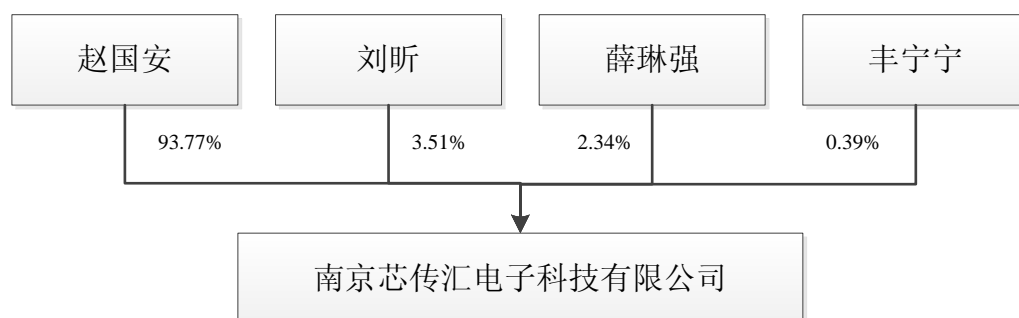 赵国安
刘昕
薛琳强
丰宁宁
93.77%
3.51%
2.34%
0.39%
南京芯传汇电子科技有限公司